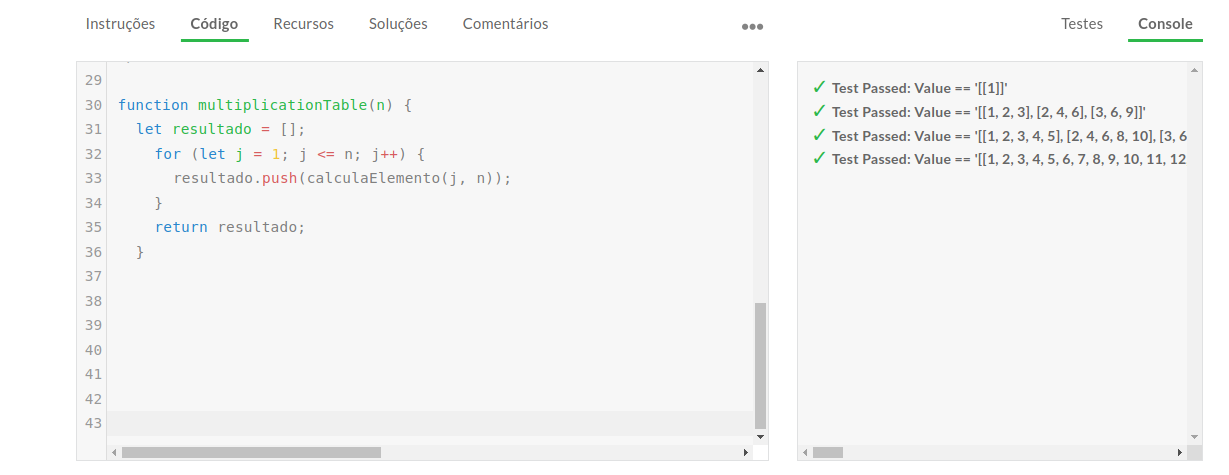 Instruções Código Recursos Soluções Comentários ••• Testes Console
29
30 function multiplicationTable(n) {
31 let resultado = [];
32 for (let j = 1; j <= n; j++) {
33 resultado.push(calculaElemento(j, n));
34 }
35 return resultado;
36 }
37
38
39
40
41
42
43
✓ Test Passed: Value == '[[1]]'
✓ Test Passed: Value == '[[1, 2, 3], [2, 4, 6], [3, 6, 9]]'
✓ Test Passed: Value == '[[1, 2, 3, 4, 5], [2, 4, 6, 8, 10], [3, 6
✓ Test Passed: Value == '[[1, 2, 3, 4, 5, 6, 7, 8, 9, 10, 11, 12